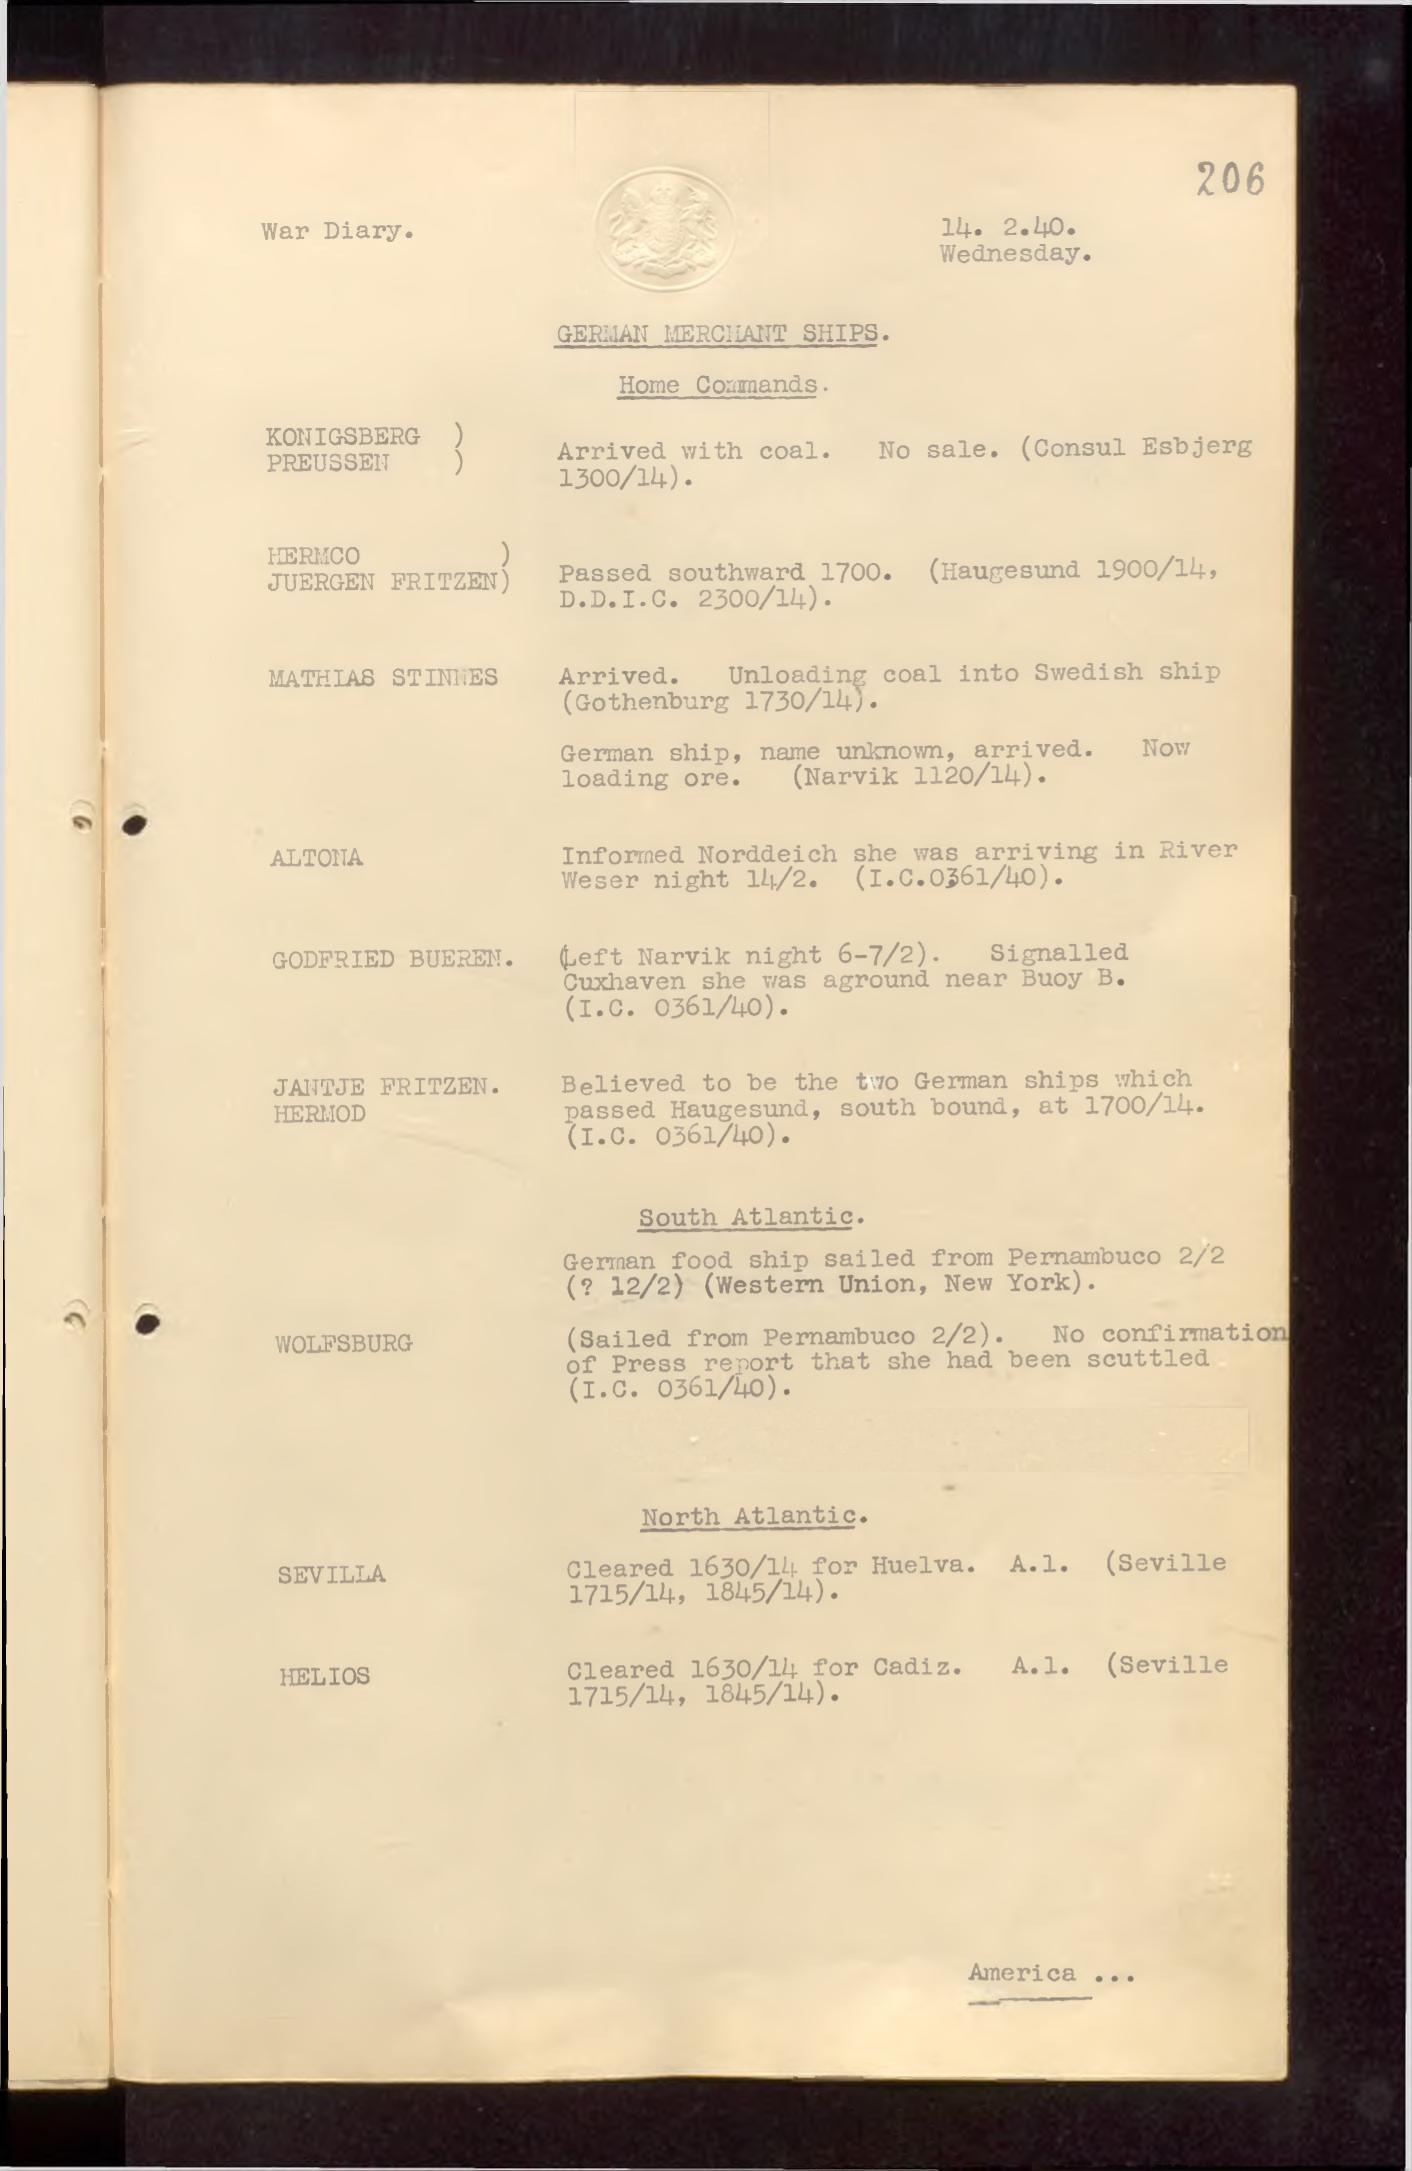 206
War Diary.
14. 2.40.
Wednesday.
GERMAN MERCHANT SHIPS.
Home Commands.
KONIGSBERG )
PREUSSEN )
Arrived with coal. No sale. (Consul Esbjerg
1300/14).
HERMCO )
JUERGEN FRITZEN)
Passed southward 1700. (Haugesund 1900/14,
D.D.I.C. 2300/14).
MATHIAS STINNES Arrived. Unloading coal into Swedish ship
(Gothenburg 1730/14).
German ship, name unknown, arrived. Now
loading ore. (Narvik 1120/14).
ALTONA Informed Norddeich she was arriving in River
Weser night 14/2. (I.C.0361/40).
GODFRIED BUEREN. (Left Narvik night 6-7/2). Signalled
Cuxhaven she was aground near Buoy B.
(I.C. 0361/40).
JANTJE FRITZEN. Believed to be the two German ships which
HERMOD passed Haugesund, south bound, at 1700/14.
(I.C. 0361/40).
South Atlantic.
German food ship sailed from Pernambuco 2/2
(? 12/2) (Western Union, New York).
WOLFSBURG (Sailed from Pernambuco 2/2). No confirmation
of Press report that she had been scuttled
(I.C. 0361/40).
North Atlantic.
SEVILLA Cleared 1630/14 for Huelva. A.1. (Seville
1715/14, 1845/14).
HELIOS Cleared 1630/14 for Cadiz. A.1. (Seville
1715/14, 1845/14).
America ...